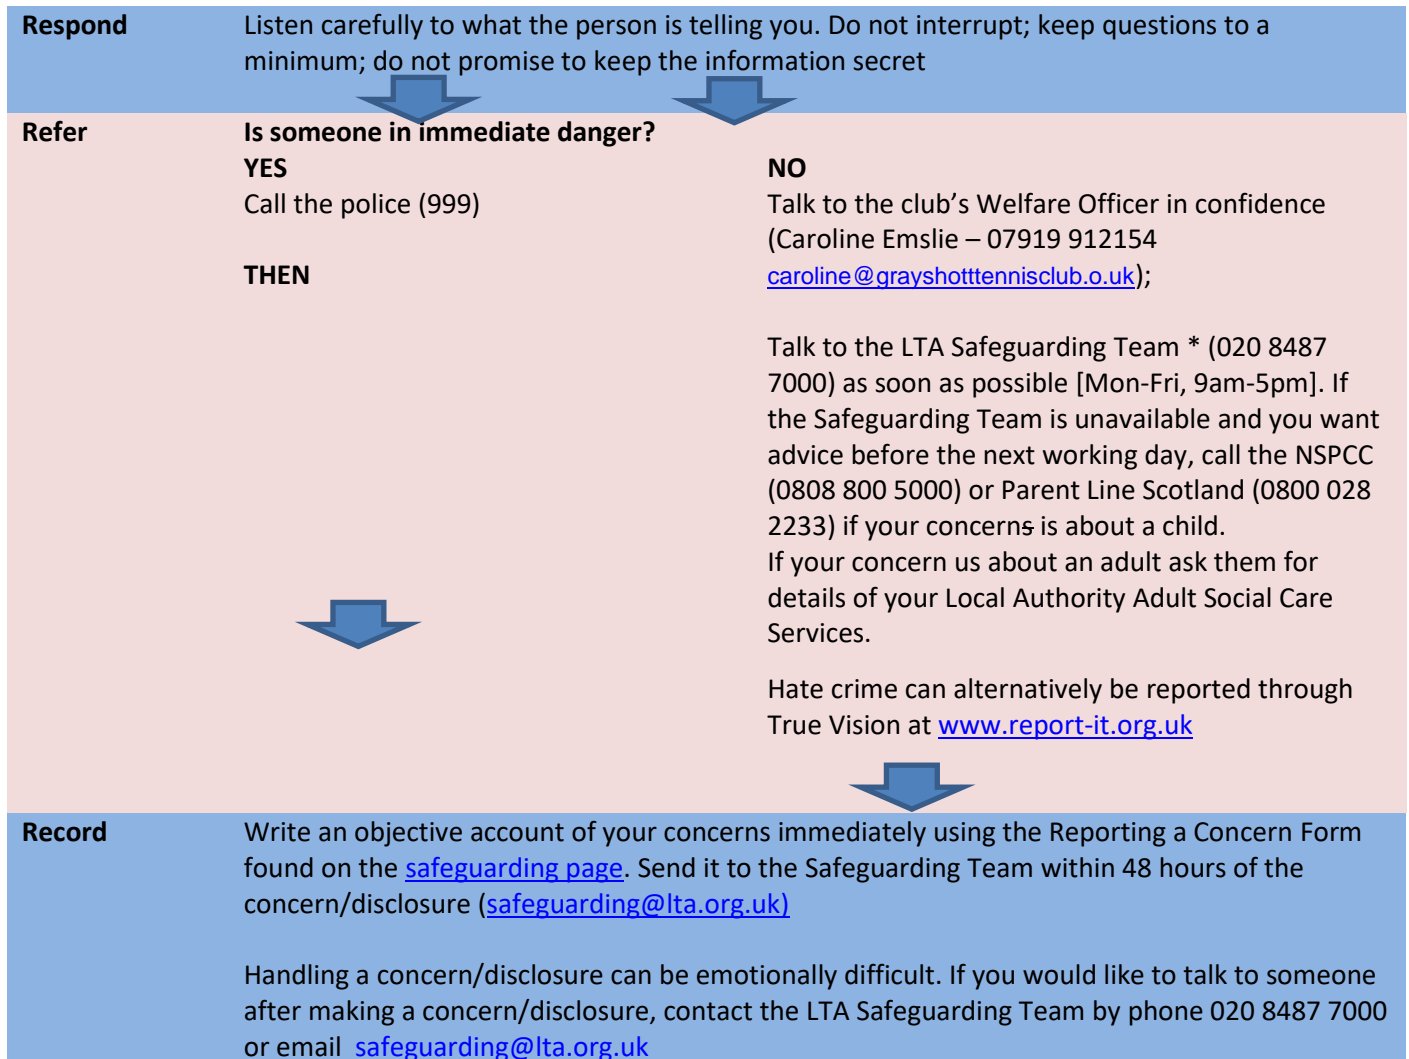 Respond
Listen carefully to what the person is telling you. Do not interrupt; keep questions to a
minimum; do not promise to keep the information secret
Refer
Is someone in immediate danger?
YES
Call the police (999)
THEN
NO
Talk to the club’s Welfare Officer in confidence
(Caroline Emslie – 07919 912154
caroline@grayshotttennisclub.o.uk);
Talk to the LTA Safeguarding Team * (020 8487
7000) as soon as possible [Mon-Fri, 9am-5pm]. If
the Safeguarding Team is unavailable and you want
advice before the next working day, call the NSPCC
(0808 800 5000) or Parent Line Scotland (0800 028
2233) if your concerns is about a child.
If your concern us about an adult ask them for
details of your Local Authority Adult Social Care
Services.
Hate crime can alternatively be reported through
True Vision at www.report-it.org.uk
Record
Write an objective account of your concerns immediately using the Reporting a Concern Form
found on the safeguarding page. Send it to the Safeguarding Team within 48 hours of the
concern/disclosure (safeguarding@lta.org.uk)
Handling a concern/disclosure can be emotionally difficult. If you would like to talk to someone
after making a concern/disclosure, contact the LTA Safeguarding Team by phone 020 8487 7000
or email safeguarding@lta.org.uk